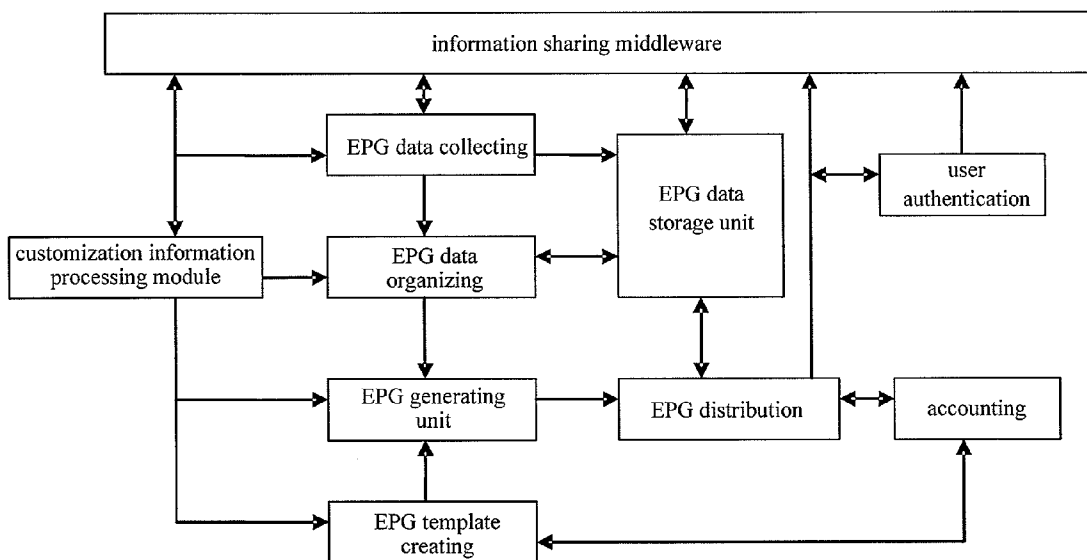 information sharing middleware
EPG data collecting
EPG data
storage unit
user
authentication
customization information
processing module
EPG data
organizing
EPG generating
unit
EPG distribution
accounting
EPG template
creating